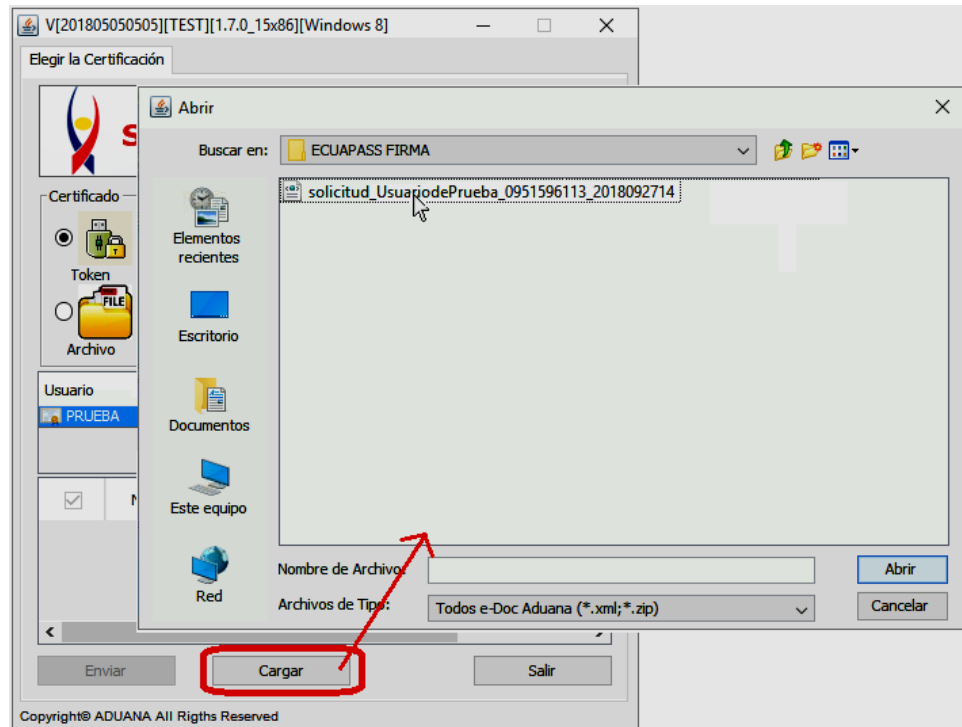 V[201805050505][TEST][1.7.0_15x86][Windows 8]
Elegir la Certificación
S
Abrir
Buscar en:
ECUAPASS FIRMA
solicitud_UsuariodePrueba_0951596113_2018092714
Certificado
Token
FILE
Archivo
Elementos
recientes
Escritorio
Documentos
Este equipo
Red
Usuario
PRUEBA
N
Nombre de Archivo:
Abrir
Archivos de Tipo:
Todos e-Doc Aduana (*.xml;*.zip)
Cancelar
Enviar
Cargar
Salir
Copyright© ADUANA All Rigths Reserved